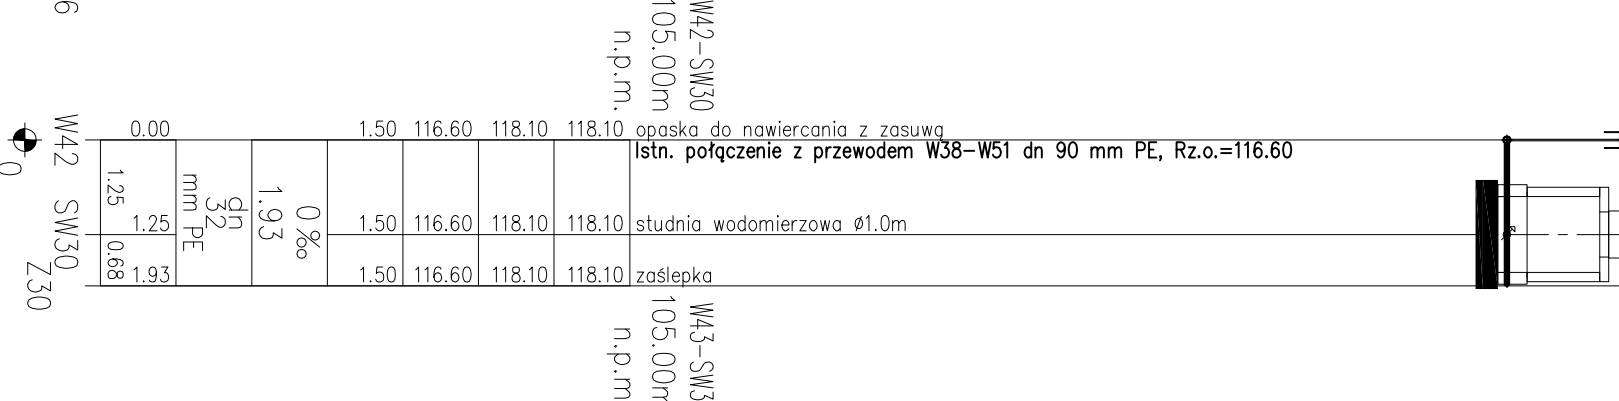 6
W42-SW30
105.00m
n.p.m.
W42
0.00
1.50 116.60 118.10 118.10 opaska do nawiercania z zasuwą
Istn. połączenie z przewodem W38-W51 dn 90 mm PE, Rz.o.=116.60
0
1.25
dn
32
mm PE
0 ‰
1.93
SW30
1.25
1.50 116.60 118.10 118.10 studnia wodomierzowa ø1.0m
0.68
Z30
1.93
1.50 116.60 118.10 118.10 zaślepka
W43-SW3
105.00m
n.p.m